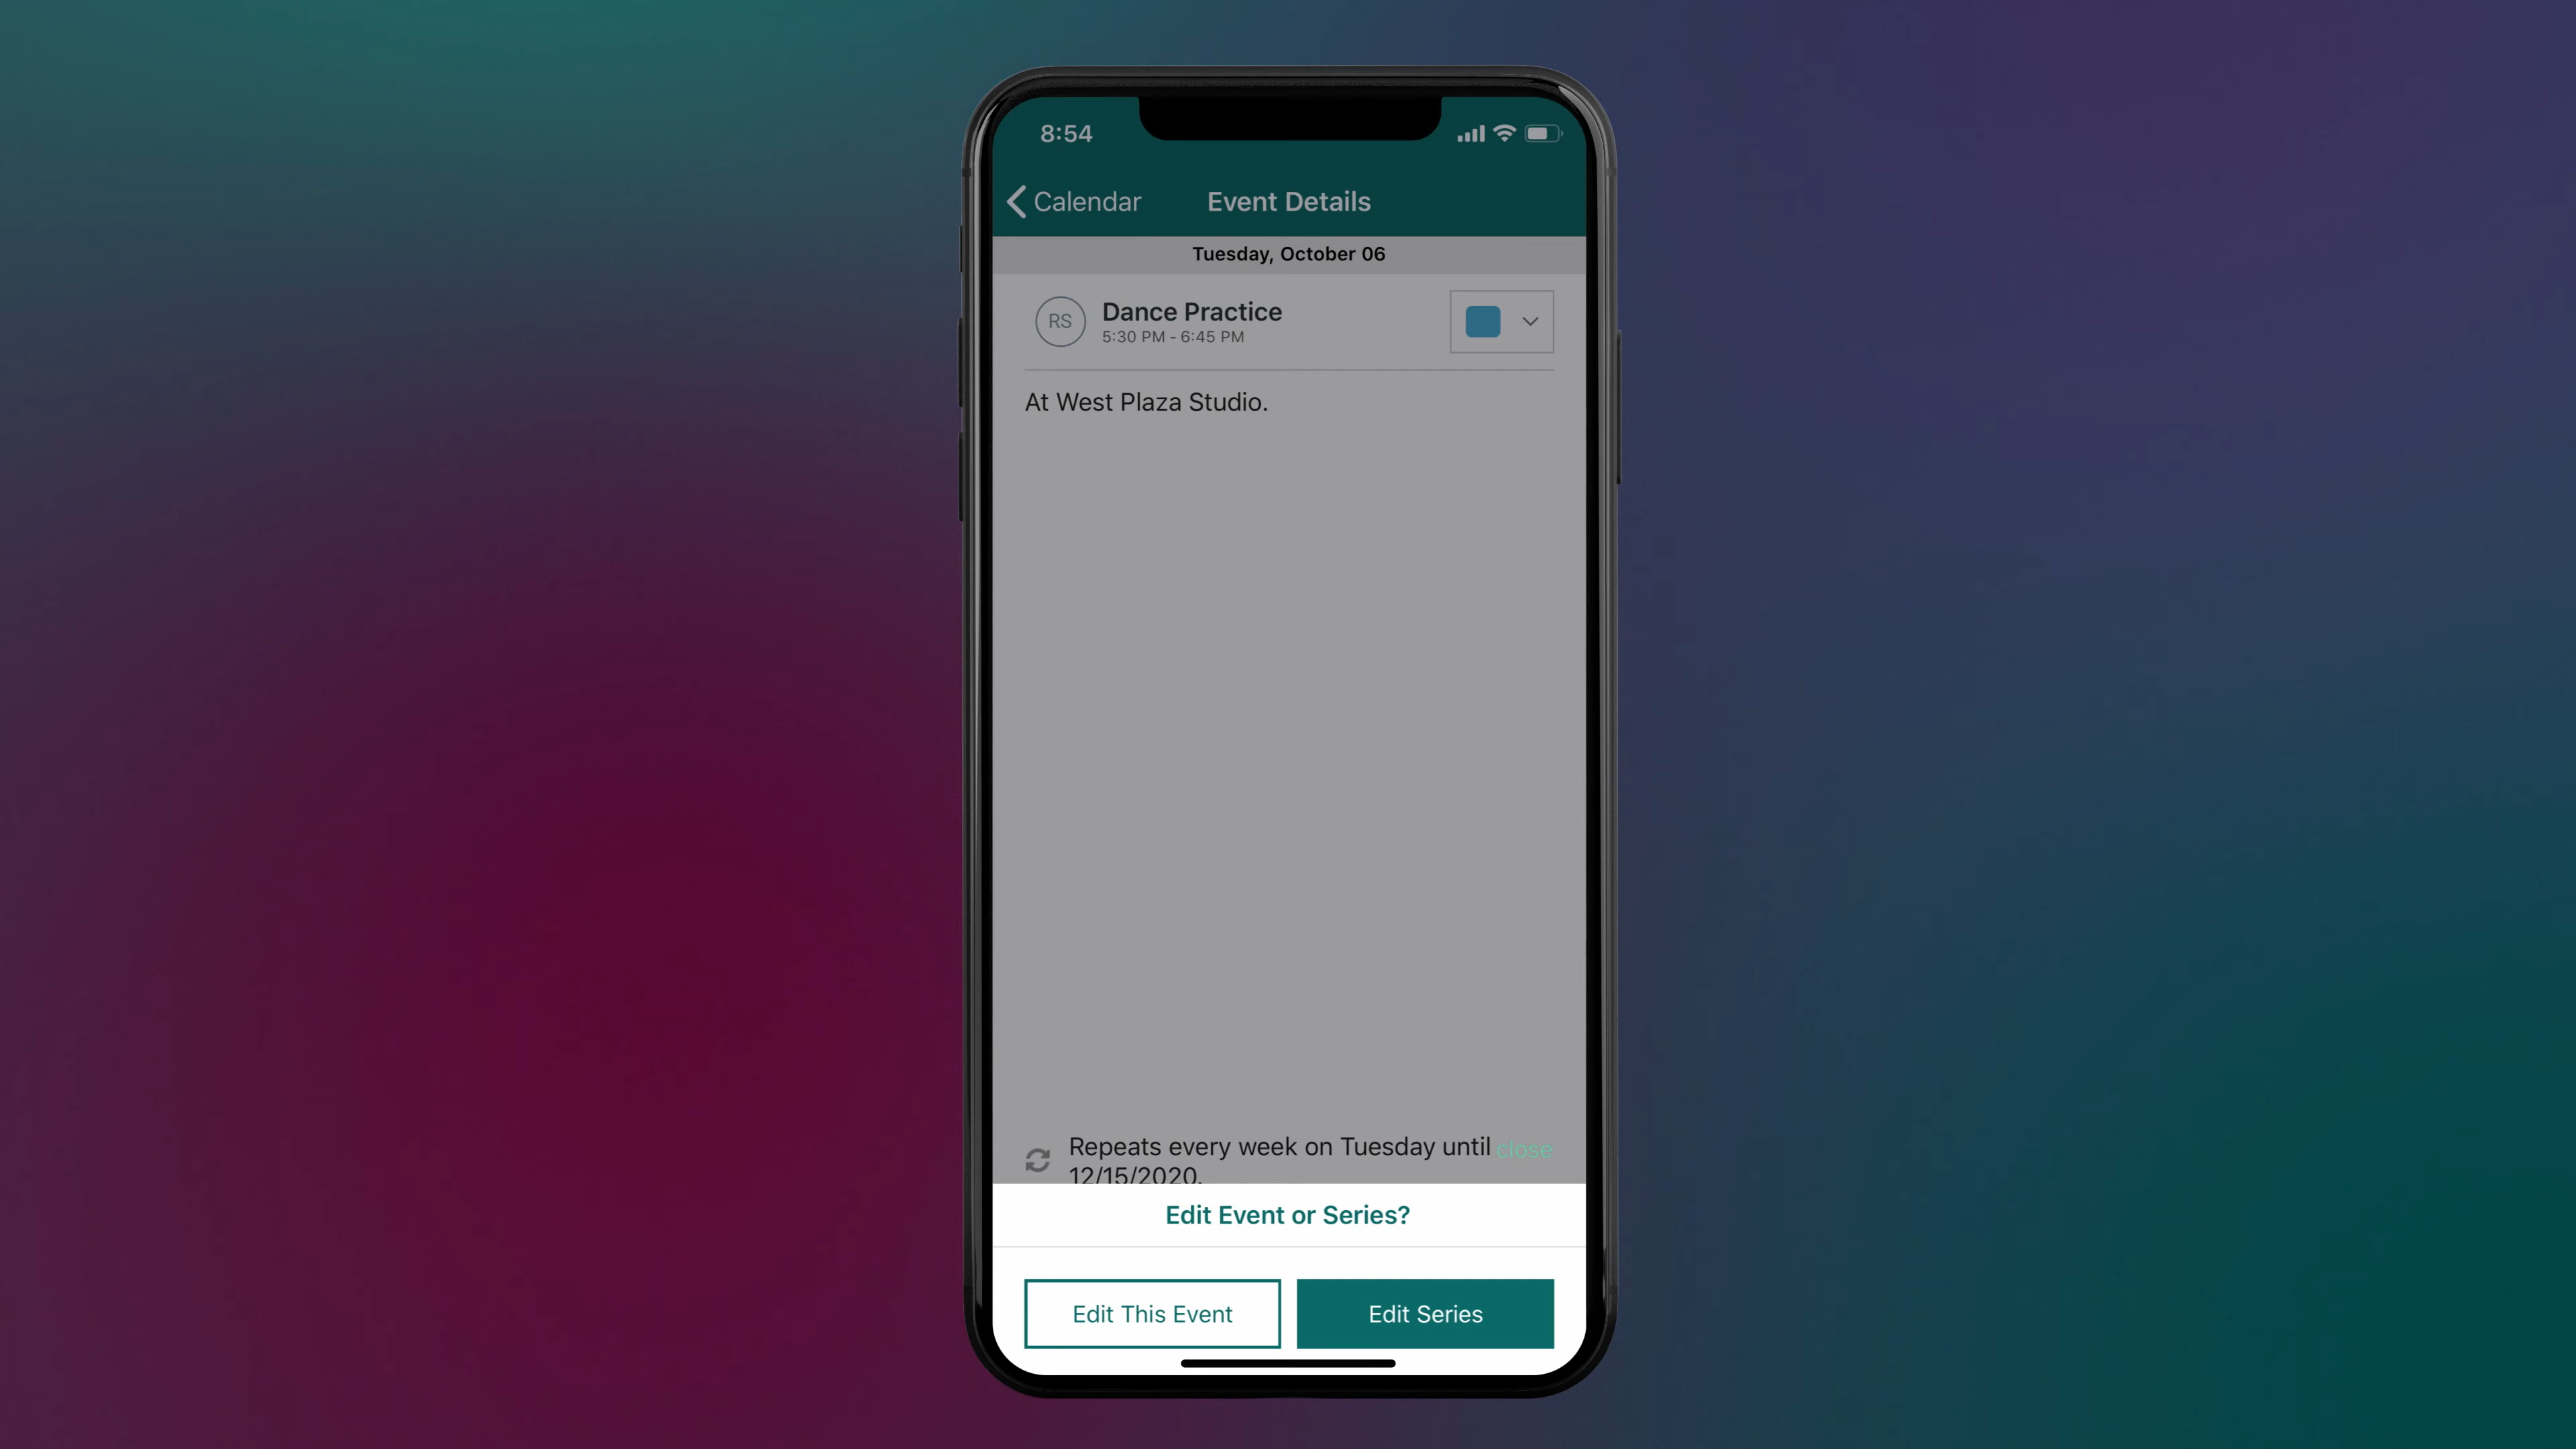 8:54
Calendar
Event Details
Tuesday, October 06
RS
Dance Practice
5:30 PM - 6:45 PM
At West Plaza Studio.
Repeats every week on Tuesday until close
12/15/2020.
Edit Event or Series?
Edit This Event
Edit Series